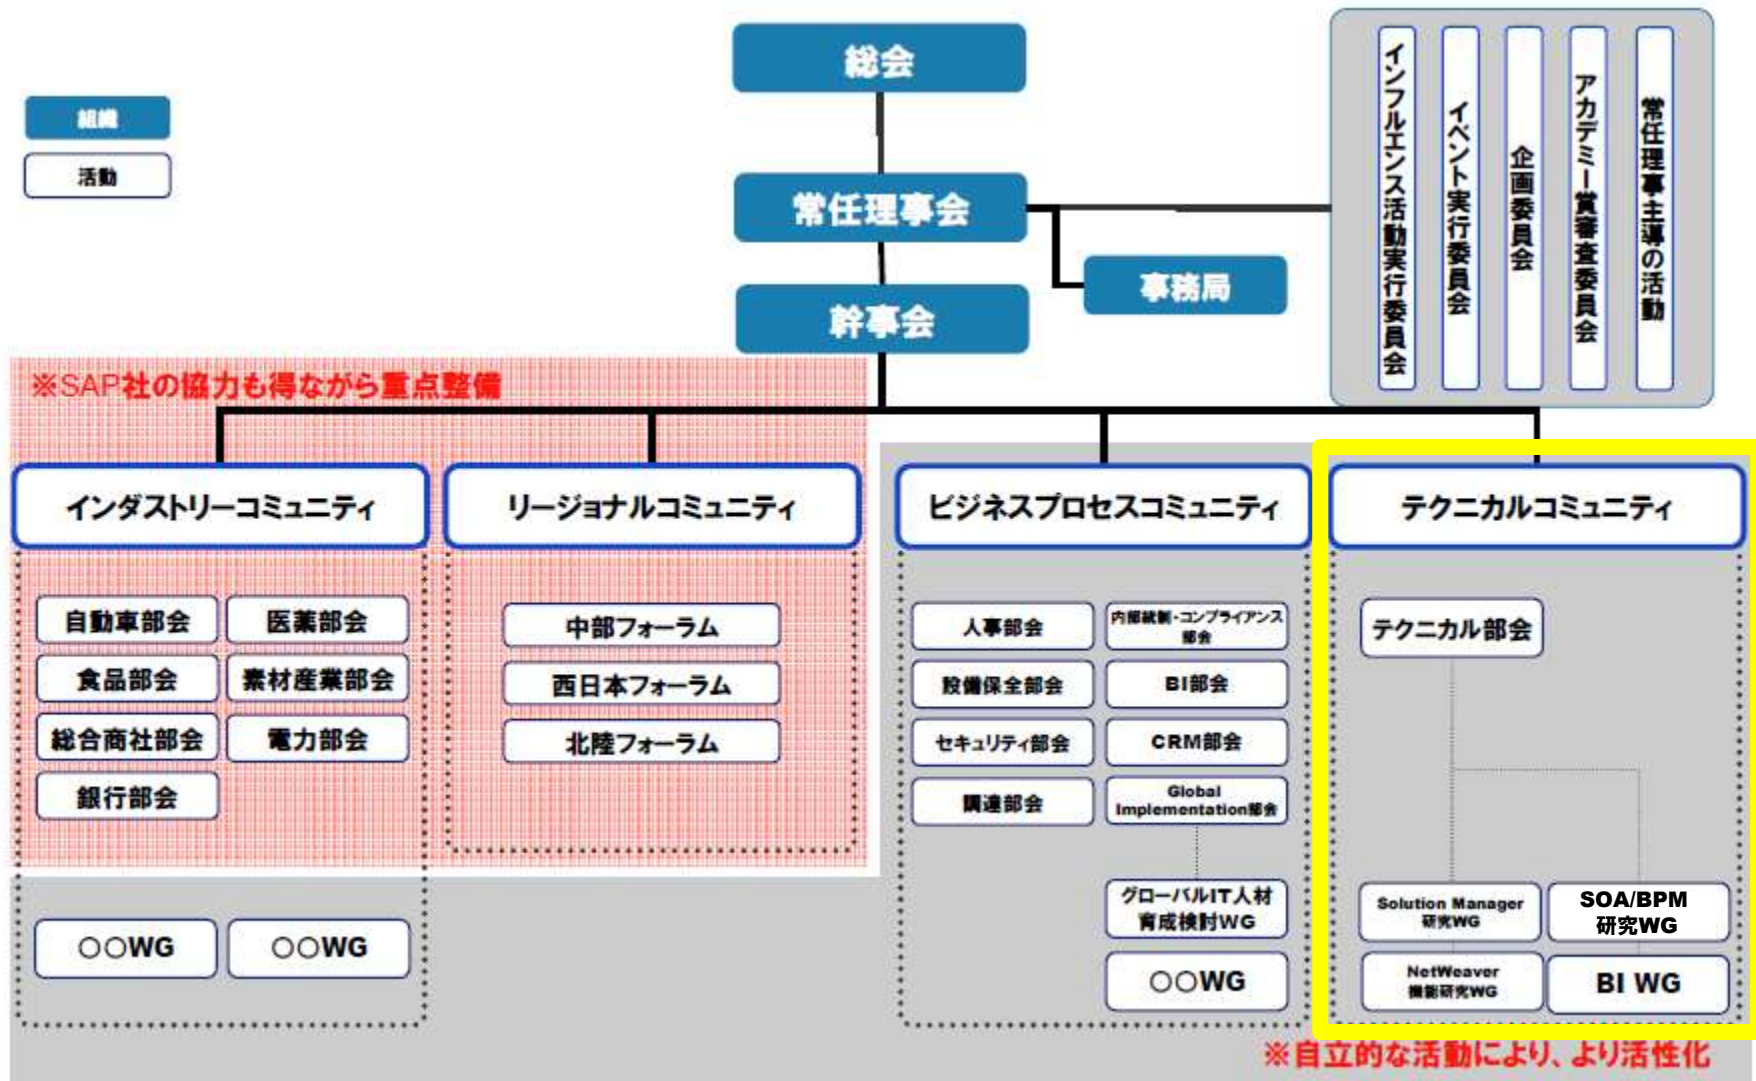 総会
組織
活動
常任理事会
事務局
幹事会
インフルエンス活動実行委員会
イベント実行委員会
企画委員会
アカデミー賞審査委員会
常任理事主導の活動
※SAP社の協力も得ながら重点整備
インダストリーコミュニティ
リージョナルコミュニティ
ビジネスプロセスコミュニティ
テクニカルコミュニティ
自動車部会
医薬部会
食品部会
素材産業部会
総合商社部会
電力部会
銀行部会
〇〇WG
〇〇WG
中部フォーラム
西日本フォーラム
北陸フォーラム
人事部会
内部統制・コンプライアンス
部会
設備保全部会
BI部会
セキュリティ部会
CRM部会
調達部会
Global
Implementation部会
グローバルIT人材
育成検討WG
〇〇WG
テクニカル部会
Solution Manager
研究WG
SOA/BPM
研究WG
NetWeaver
機能研究WG
BI WG
※自立的な活動により、より活性化